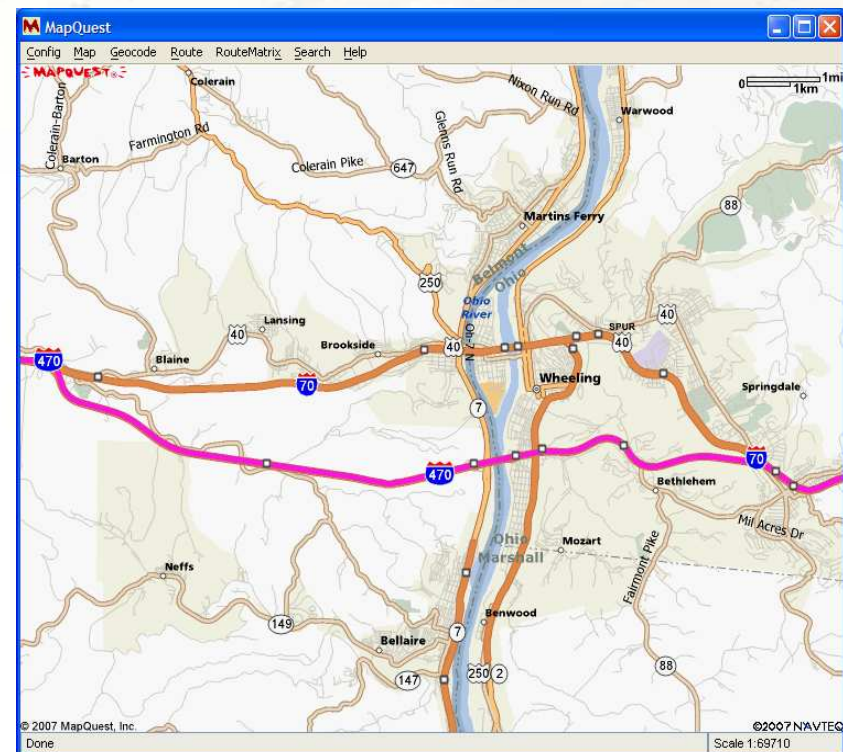 MapQuest
Config Map Geocode Route RouteMatrix Search Help
MAPQUEST
0 1mi
1km
Colerain
Nixon Run Rd
Warwood
Colerain-Barton
Farmington Rd
Glenns Run Rd
Barton
Colerain Pike
647
88
Martins Ferry
Belmont
Ohio
250
Ohio
River
Lansing
40
Brookside
40
Oh-7 N
SPUR
40
40
470
Blaine
70
Wheeling
Springdale
7
470
70
Bethlehem
Mil Acres Dr
Ohio
Marshall
Mozart
Neffs
Fairmont Pike
149
Benwood
7
Bellaire
147
250
2
88
© 2007 MapQuest, Inc.
©2007 NAVTEQ
Done
Scale 1:69710